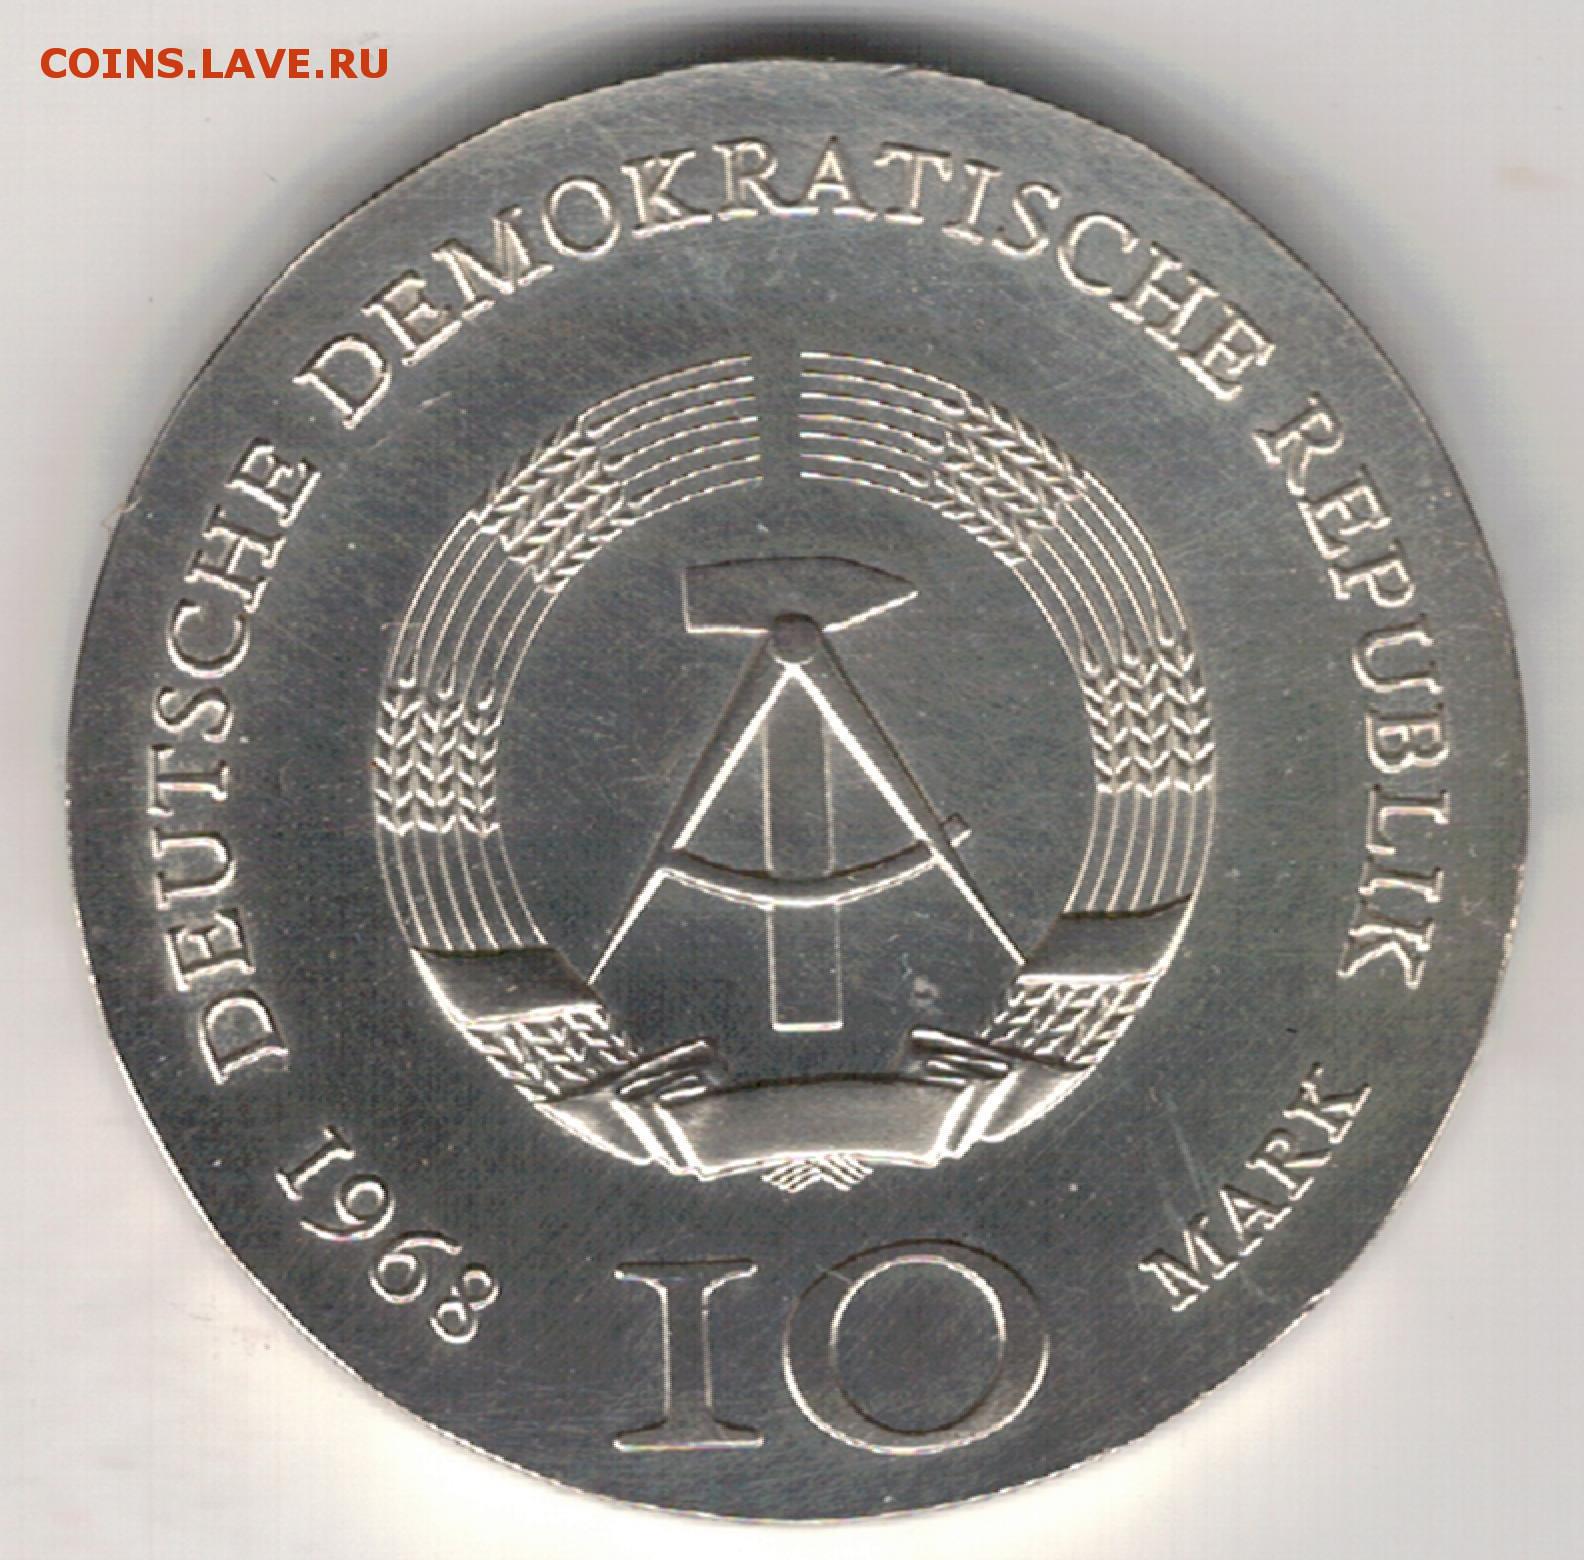 COINS.LAVE.RU
DEUTSCHE DEMOKRATISCHE REPUBLIK
1968
10
MARK